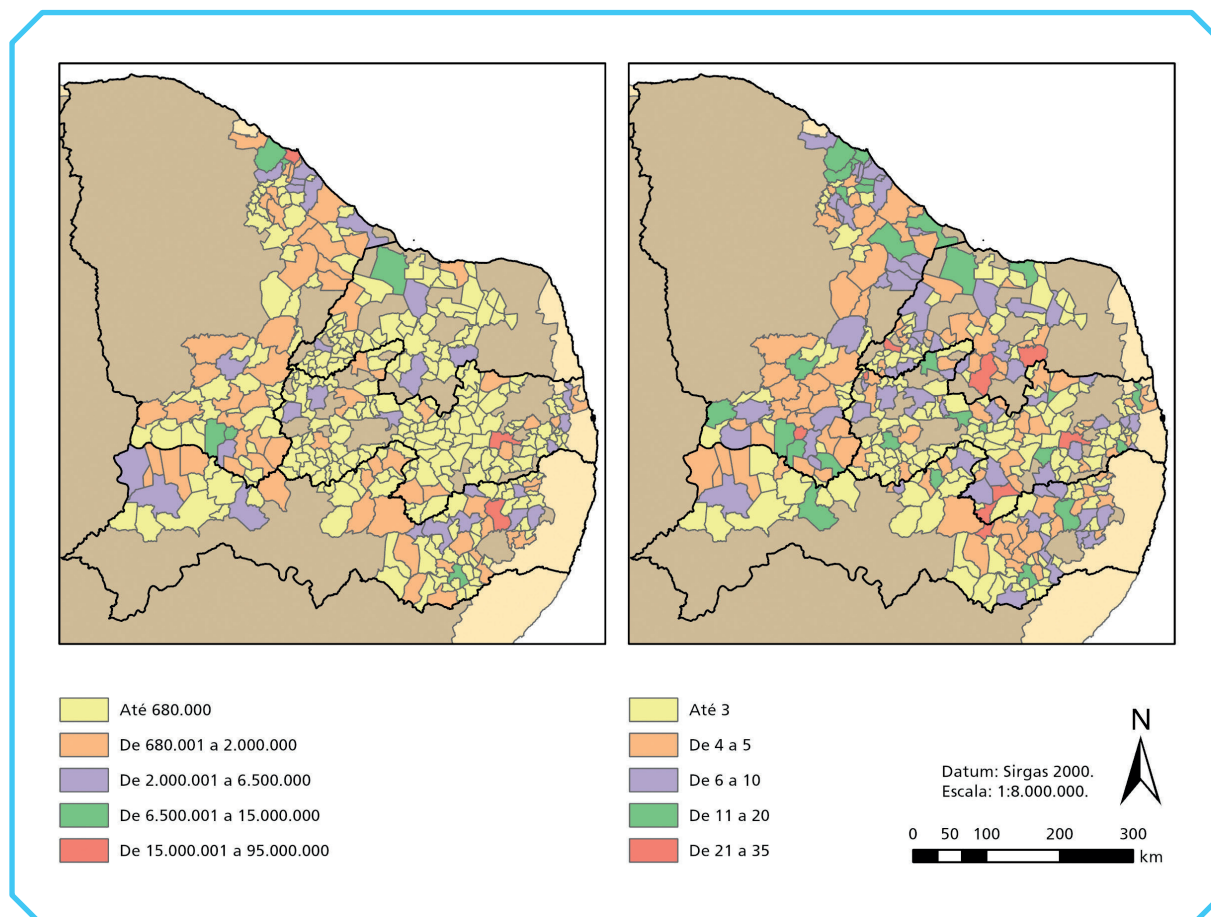 Até 680.000
De 680.001 a 2.000.000
De 2.000.001 a 6.500.000
De 6.500.001 a 15.000.000
De 15.000.001 a 95.000.000
Até 3
De 4 a 5
De 6 a 10
De 11 a 20
De 21 a 35
Datum: Sirgas 2000.
Escala: 1:8.000.000.
N
0 50 100 200 300
km